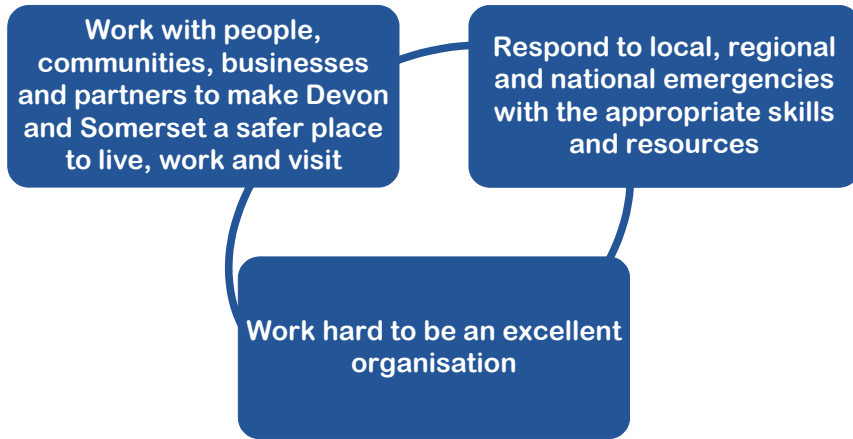 Work with people,
communities, businesses
and partners to make Devon
and Somerset a safer place
to live, work and visit
Respond to local, regional
and national emergencies
with the appropriate skills
and resources
Work hard to be an excellent
organisation